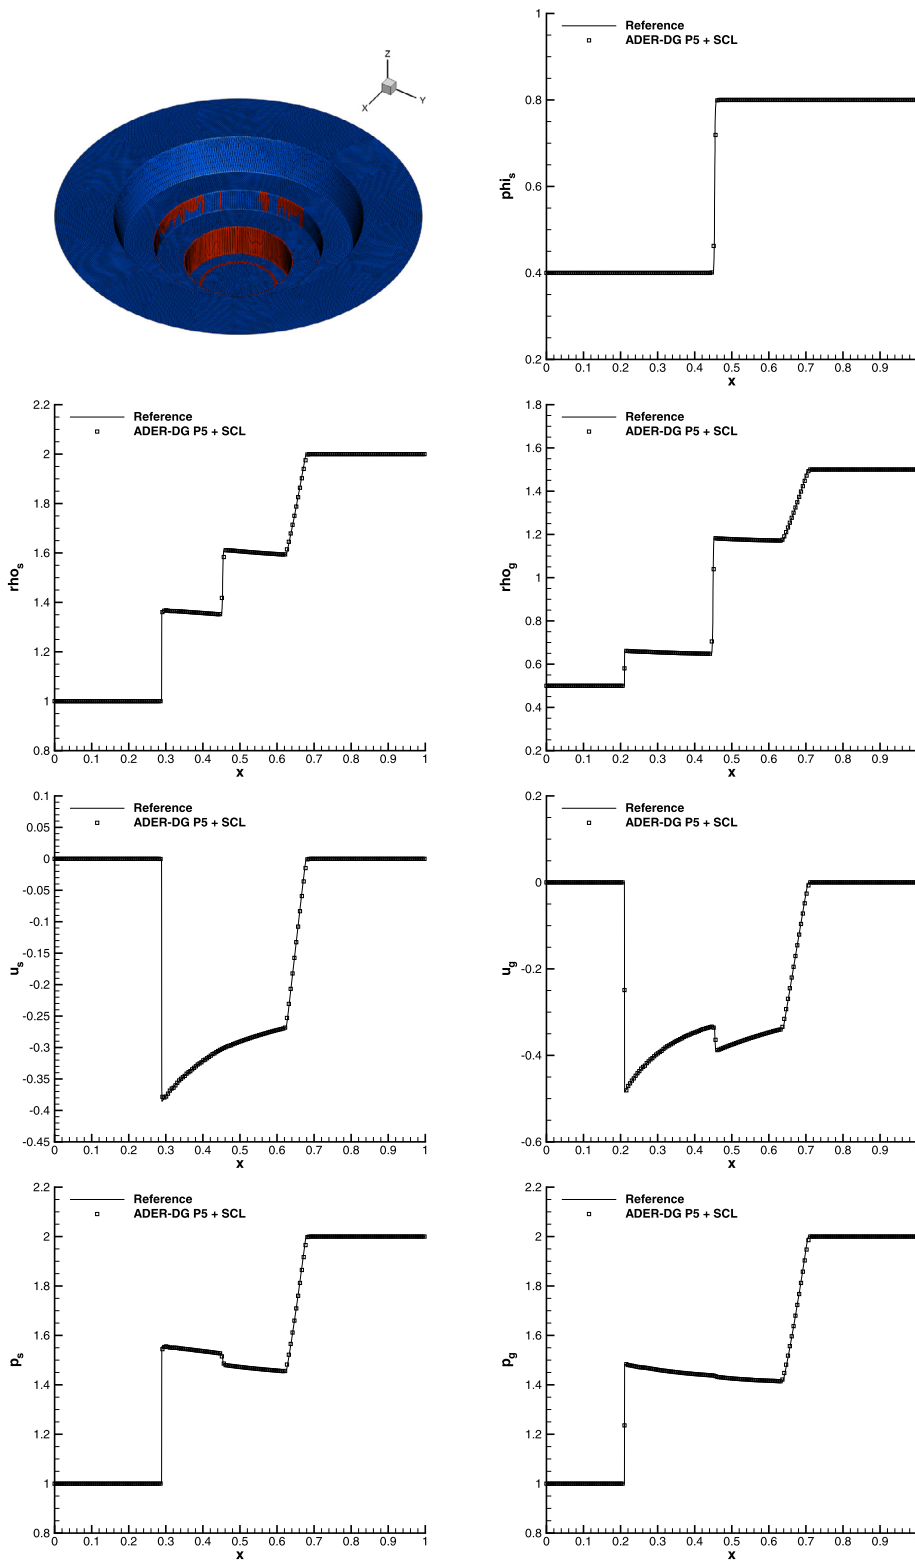 Z
X
Y
Reference
ADER-DG P5 + SCL
1
0.8
0.6
0.4
0.2
phi_s
0 0.1 0.2 0.3 0.4 0.5 0.6 0.7 0.8 0.9
x
Reference
ADER-DG P5 + SCL
2.2
2
1.8
1.6
1.4
1.2
1
0.8
rho_s
0 0.1 0.2 0.3 0.4 0.5 0.6 0.7 0.8 0.9 1
x
Reference
ADER-DG P5 + SCL
1.8
1.6
1.4
1.2
1
0.8
0.6
0.4
0.2
rho_g
0 0.1 0.2 0.3 0.4 0.5 0.6 0.7 0.8 0.9
x
Reference
ADER-DG P5 + SCL
0.1
0.05
0
-0.05
-0.1
-0.15
-0.2
-0.25
-0.3
-0.35
-0.4
-0.45
u_s
0 0.1 0.2 0.3 0.4 0.5 0.6 0.7 0.8 0.9 1
x
Reference
ADER-DG P5 + SCL
0.2
0
-0.2
-0.4
-0.6
u_g
0 0.1 0.2 0.3 0.4 0.5 0.6 0.7 0.8 0.9
x
Reference
ADER-DG P5 + SCL
2.2
2
1.8
1.6
1.4
1.2
1
0.8
p_s
0 0.1 0.2 0.3 0.4 0.5 0.6 0.7 0.8 0.9 1
x
Reference
ADER-DG P5 + SCL
2.2
2
1.8
1.6
1.4
1.2
1
0.8
p_g
0 0.1 0.2 0.3 0.4 0.5 0.6 0.7 0.8 0.9
x